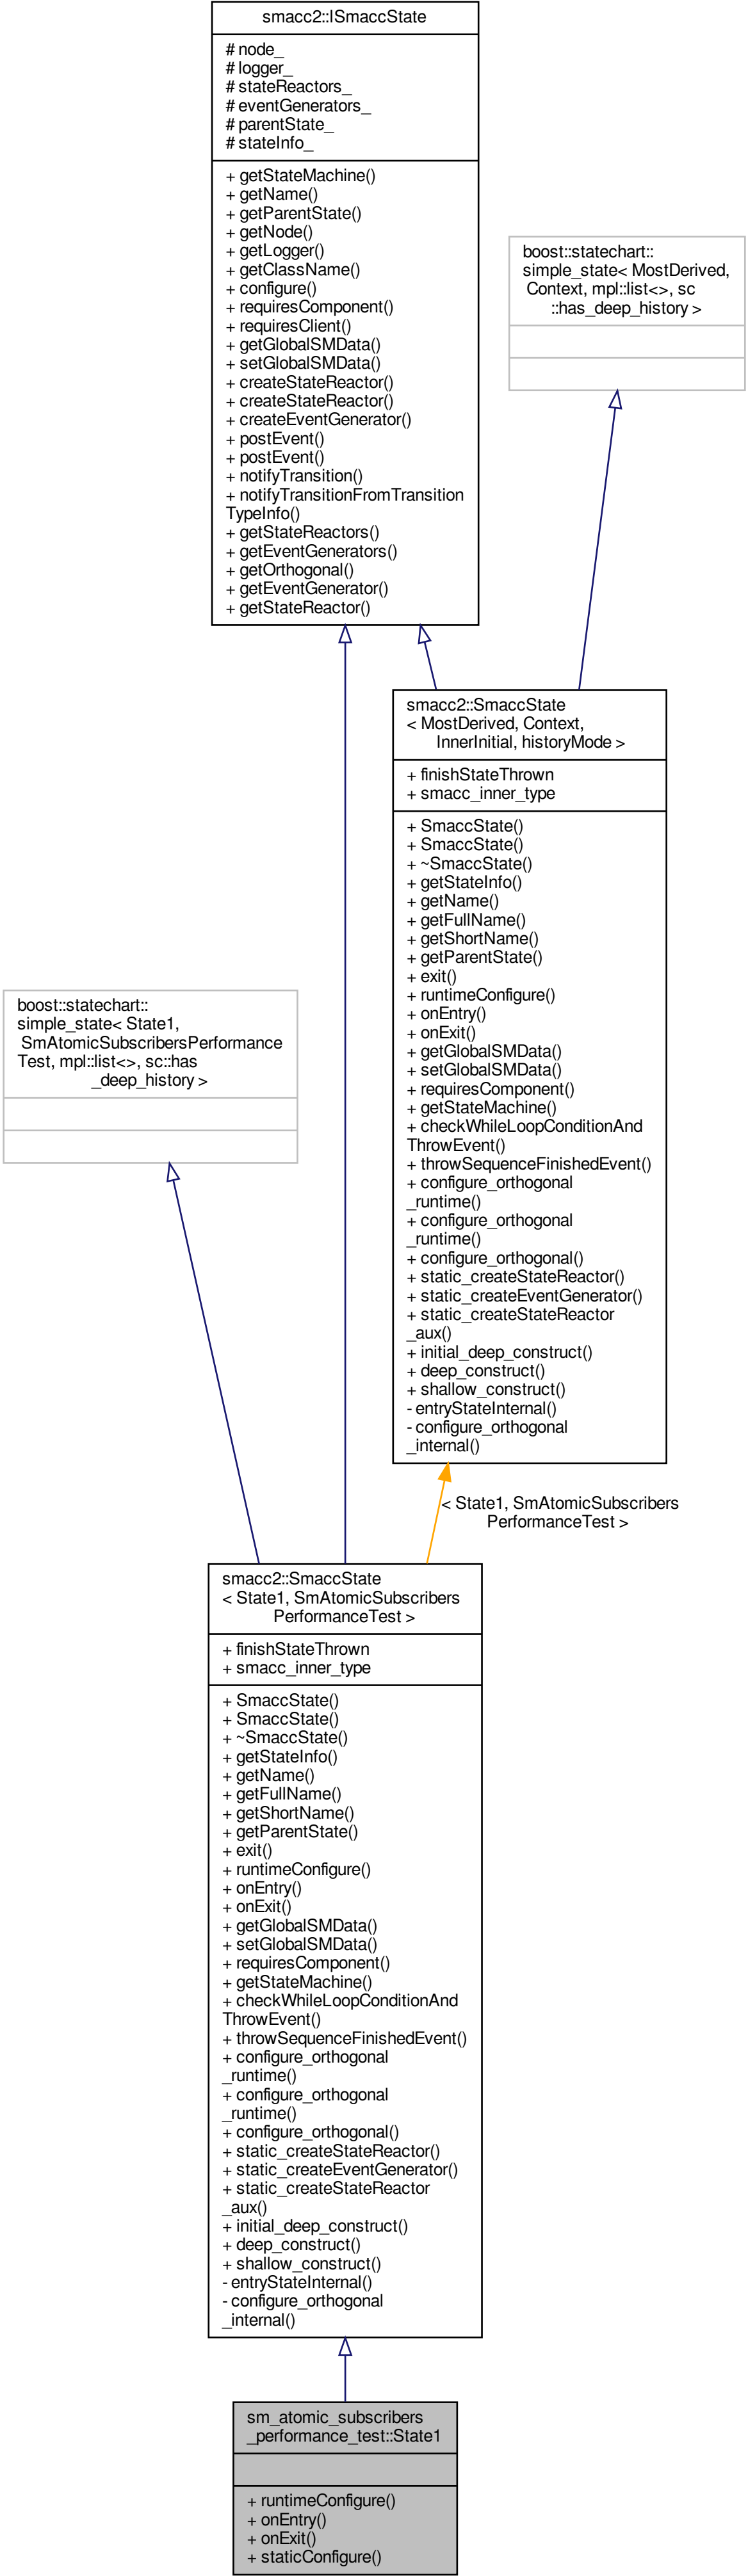 smacc2::ISmaccState
# node_
# logger_
# stateReactors_
# eventGenerators_
# parentState_
# stateInfo_
+ getStateMachine()
+ getName()
+ getParentState()
+ getNode()
+ getLogger()
+ getClassName()
+ configure()
+ requiresComponent()
+ requiresClient()
+ getGlobalSMData()
+ setGlobalSMData()
+ createStateReactor()
+ createStateReactor()
+ createEventGenerator()
+ postEvent()
+ postEvent()
+ notifyTransition()
+ notifyTransitionFromTransition
TypeInfo()
+ getStateReactors()
+ getEventGenerators()
+ getOrthogonal()
+ getEventGenerator()
+ getStateReactor()
boost::statechart::
simple_state< MostDerived,
Context, mpl::list<>, sc
::has_deep_history >
smacc2::SmaccState
< MostDerived, Context,
InnerInitial, historyMode >
+ finishStateThrown
+ smacc_inner_type
+ SmaccState()
+ SmaccState()
+ ~SmaccState()
+ getStateInfo()
+ getName()
+ getFullName()
+ getShortName()
+ getParentState()
+ exit()
+ runtimeConfigure()
+ onEntry()
+ onExit()
+ getGlobalSMData()
+ setGlobalSMData()
+ requiresComponent()
+ getStateMachine()
+ checkWhileLoopConditionAnd
ThrowEvent()
+ throwSequenceFinishedEvent()
+ configure_orthogonal
_runtime()
+ configure_orthogonal
_runtime()
+ configure_orthogonal()
+ static_createStateReactor()
+ static_createEventGenerator()
+ static_createStateReactor
_aux()
+ initial_deep_construct()
+ deep_construct()
+ shallow_construct()
- entryStateInternal()
- configure_orthogonal
_internal()
boost::statechart::
simple_state< State1,
SmAtomicSubscribersPerformance
Test, mpl::list<>, sc::has
_deep_history >
< State1, SmAtomicSubscribers
PerformanceTest >
smacc2::SmaccState
< State1, SmAtomicSubscribers
PerformanceTest >
+ finishStateThrown
+ smacc_inner_type
+ SmaccState()
+ SmaccState()
+ ~SmaccState()
+ getStateInfo()
+ getName()
+ getFullName()
+ getShortName()
+ getParentState()
+ exit()
+ runtimeConfigure()
+ onEntry()
+ onExit()
+ getGlobalSMData()
+ setGlobalSMData()
+ requiresComponent()
+ getStateMachine()
+ checkWhileLoopConditionAnd
ThrowEvent()
+ throwSequenceFinishedEvent()
+ configure_orthogonal
_runtime()
+ configure_orthogonal
_runtime()
+ configure_orthogonal()
+ static_createStateReactor()
+ static_createEventGenerator()
+ static_createStateReactor
_aux()
+ initial_deep_construct()
+ deep_construct()
+ shallow_construct()
- entryStateInternal()
- configure_orthogonal
_internal()
sm_atomic_subscribers
_performance_test::State1
+ runtimeConfigure()
+ onEntry()
+ onExit()
+ staticConfigure()